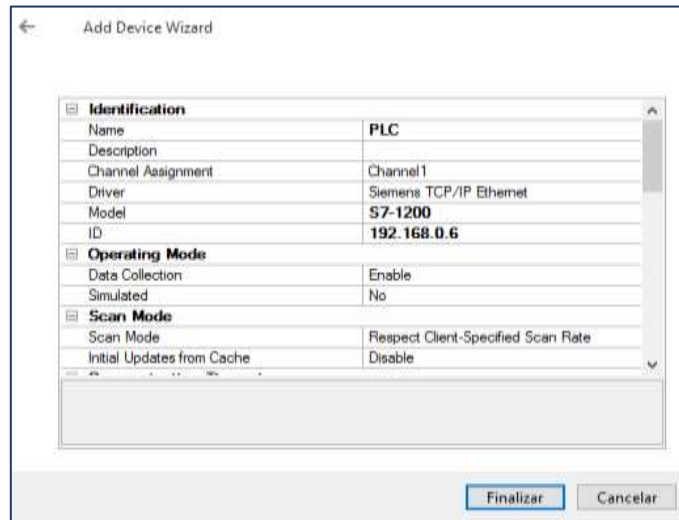 Add Device Wizard
Identification
Name PLC
Description
Channel Assignment Channel1
Driver Siemens TCP/IP Ethernet
Model S7-1200
ID 192.168.0.6
Operating Mode
Data Collection Enable
Simulated No
Scan Mode
Scan Mode Respect Client-Specified Scan Rate
Initial Updates from Cache Disable
Finalizar Cancelar